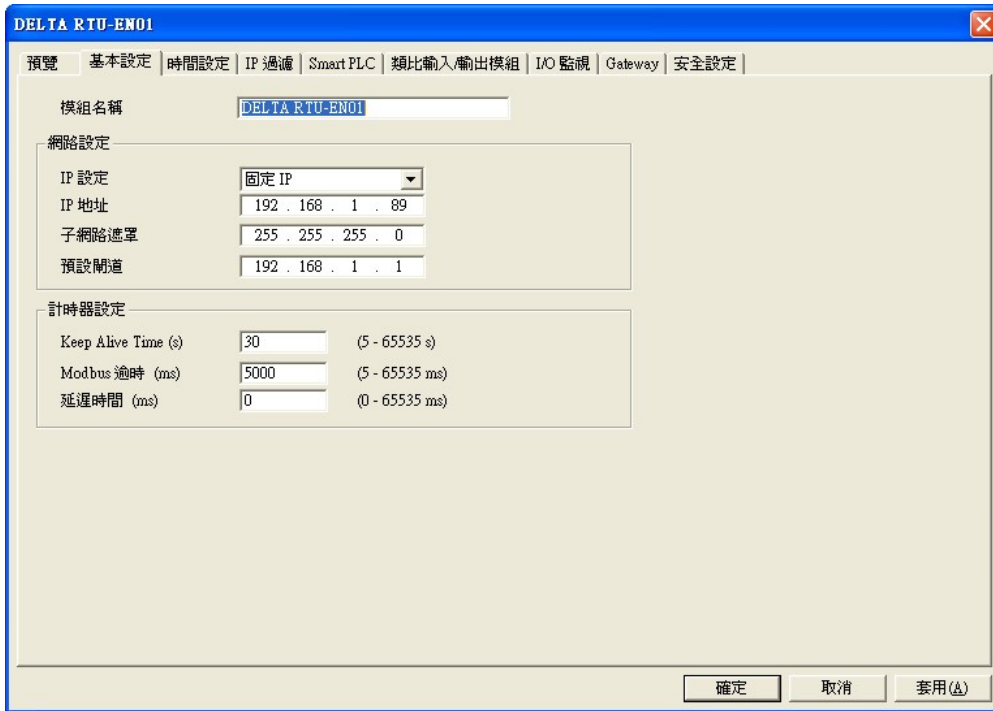 DELTA RTU-EN01
預覽 基本設定 時間設定 IP 過濾 Smart PLC 類比輸入/輸出模組 I/O 監視 Gateway 安全設定
模組名稱 DELTA RTU-EN01
網路設定
IP 設定 固定 IP
IP 地址 192 . 168 . 1 . 89
子網路遮罩 255 . 255 . 255 . 0
預設閘道 192 . 168 . 1 . 1
計時器設定
Keep Alive Time (s) 30 (5 - 65535 s)
Modbus 逾時 (ms) 5000 (5 - 65535 ms)
延遲時間 (ms) 0 (0 - 65535 ms)
確定 取消 套用(A)